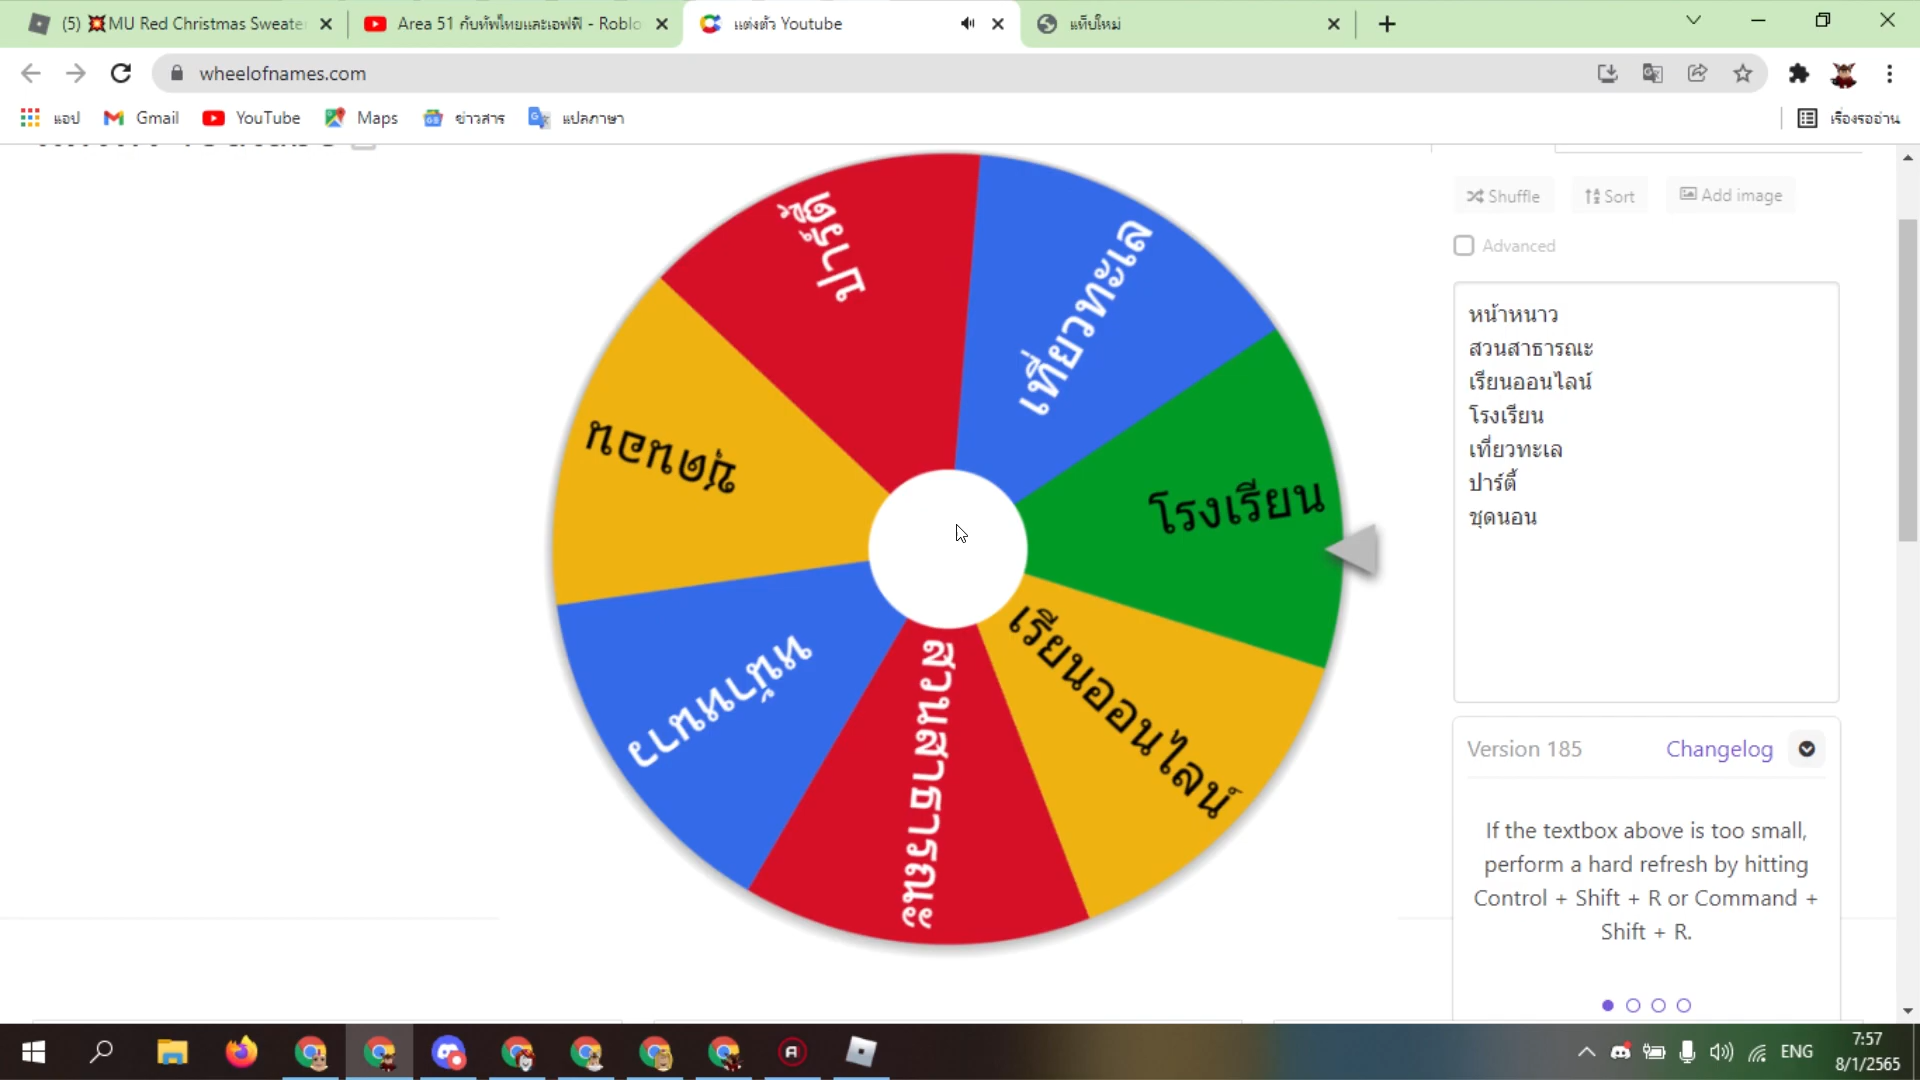 (5) 💥MU Red Christmas Sweate
Area 51 กับทัพไทยและเอฟฟี - Roblo
แต่งตัว Youtube
แท็บใหม่
wheelofnames.com
แอป
Gmail
YouTube
Maps
ข่าวสาร
แปลภาษา
เรื่องรออ่าน
Shuffle
Sort
Add image
Advanced
หน้าหนาว
สวนสาธารณะ
เรียนออนไลน์
โรงเรียน
เที่ยวทะเล
ปาร์ตี้
ชุดนอน
ปาร์ตี้
เที่ยวทะเล
โรงเรียน
เรียนออนไลน์
สวนสาธารณะ
หน้าหนาว
ชุดนอน
Version 185
Changelog
If the textbox above is too small,
perform a hard refresh by hitting
Control + Shift + R or Command +
Shift + R.
ENG
7:57
8/1/2565